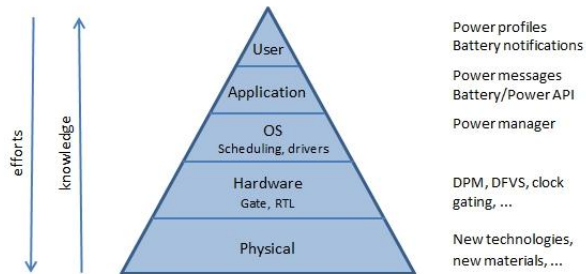 efforts
knowledge
User
Application
OS
Scheduling, drivers
Hardware
Gate, RTL
Physical
Power profiles
Battery notifications
Power messages
Battery/Power API
Power manager
DPM, DFVS, clock
gating, ...
New technologies,
new materials, ...